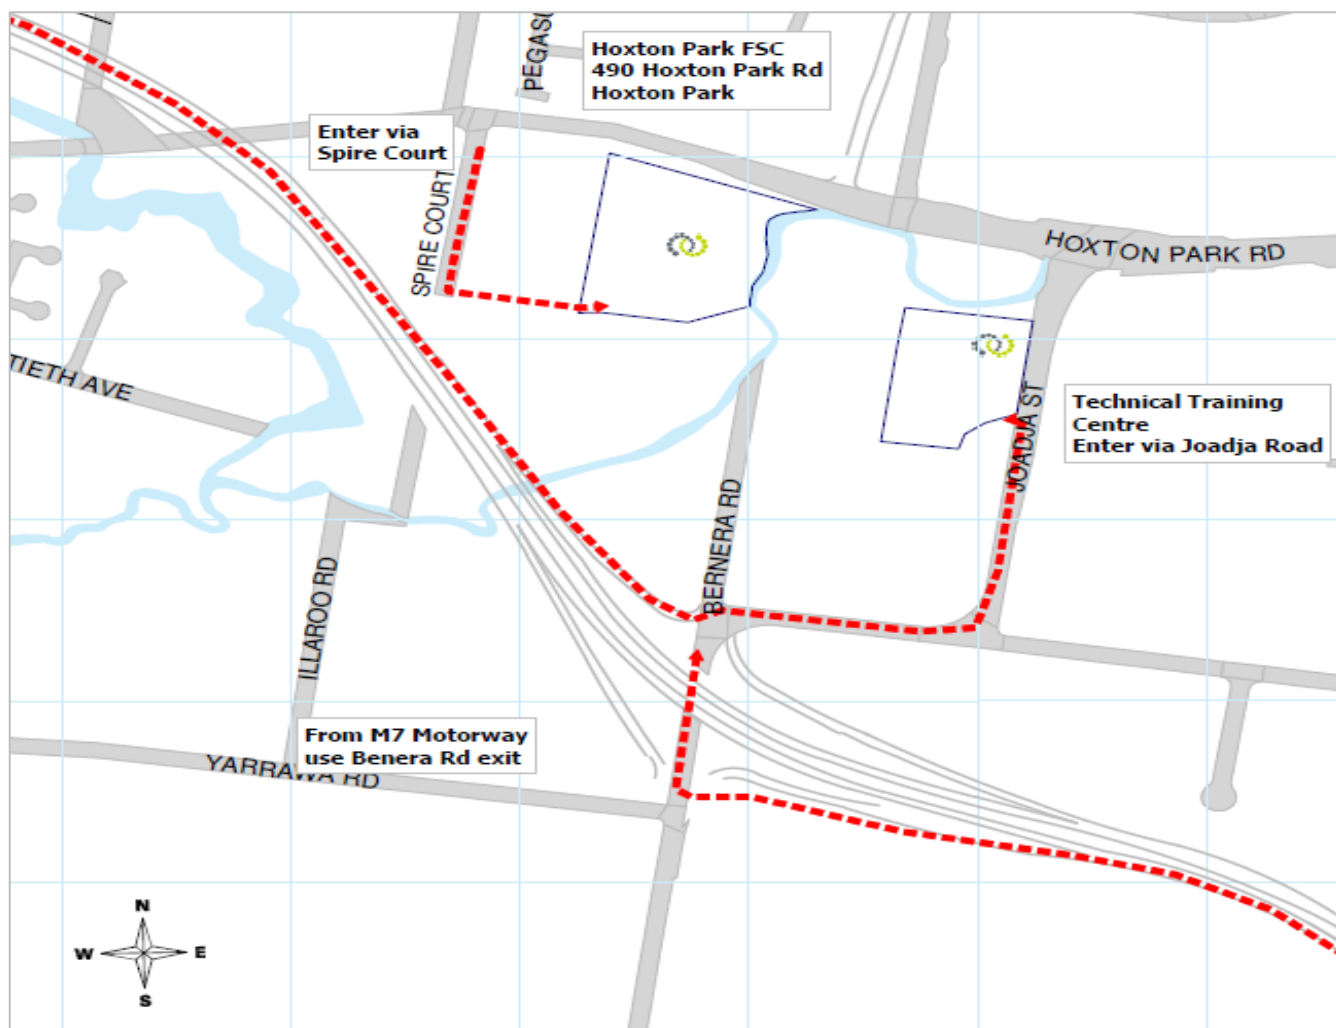 PEGASU
Hoxton Park FSC
490 Hoxton Park Rd
Hoxton Park
Enter via
Spire Court
SPIRE COURT
HOXTON PARK RD
TIETH AVE
JOADJA ST
Technical Training
Centre
Enter via Joadja Road
BERNERA RD
ILLAROO RD
From M7 Motorway
use Benera Rd exit
YARRAWA RD
N
W
E
S